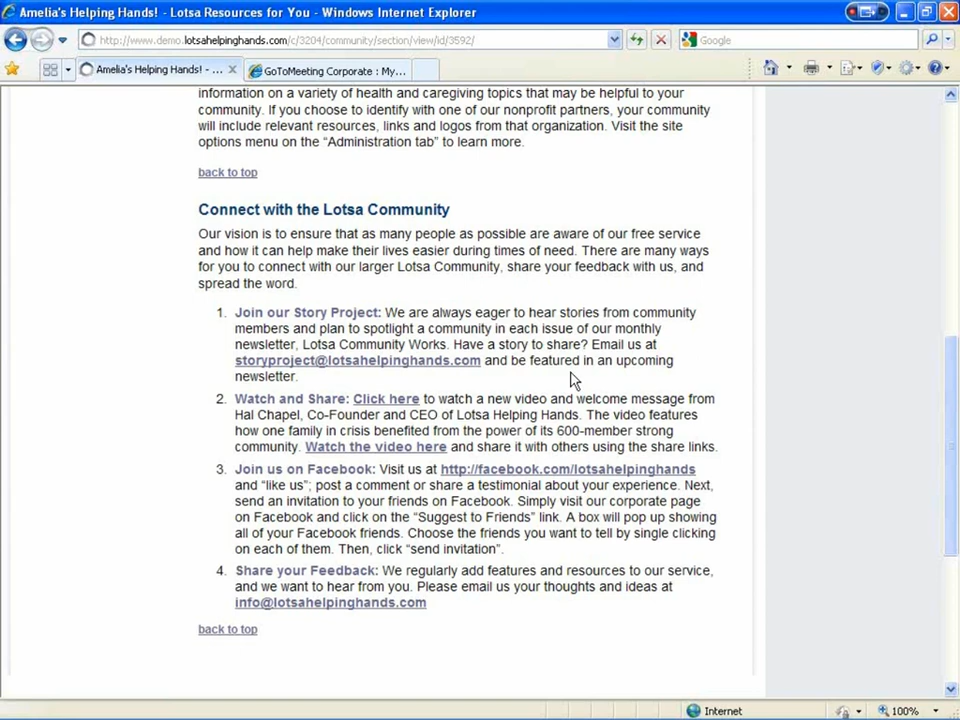 Amelia's Helping Hands! - Lotsa Resources for You - Windows Internet Explorer
http://www.demo.lotsahelpinghands.com/c/3204/community/section/view/id/3592/
Google
Amelia's Helping Hands! - ...
GoToMeeting Corporate : My...
information on a variety of health and caregiving topics that may be helpful to your
community. If you choose to identify with one of our nonprofit partners, your community
will include relevant resources, links and logos from that organization. Visit the site
options menu on the “Administration tab” to learn more.
back to top
Connect with the Lotsa Community
Our vision is to ensure that as many people as possible are aware of our free service
and how it can help make their lives easier during times of need. There are many ways
for you to connect with our larger Lotsa Community, share your feedback with us, and
spread the word.
1. Join our Story Project: We are always eager to hear stories from community
members and plan to spotlight a community in each issue of our monthly
newsletter, Lotsa Community Works. Have a story to share? Email us at
storyproject@lotsahelpinghands.com and be featured in an upcoming
newsletter.
2. Watch and Share: Click here to watch a new video and welcome message from
Hal Chapel, Co-Founder and CEO of Lotsa Helping Hands. The video features
how one family in crisis benefited from the power of its 600-member strong
community. Watch the video here and share it with others using the share links.
3. Join us on Facebook: Visit us at http://facebook.com/lotsahelpinghands
and “like us”; post a comment or share a testimonial about your experience. Next,
send an invitation to your friends on Facebook. Simply visit our corporate page
on Facebook and click on the “Suggest to Friends” link. A box will pop up showing
all of your Facebook friends. Choose the friends you want to tell by single clicking
on each of them. Then, click “send invitation”.
4. Share your Feedback: We regularly add features and resources to our service,
and we want to hear from you. Please email us your thoughts and ideas at
info@lotsahelpinghands.com
back to top
Internet
100%